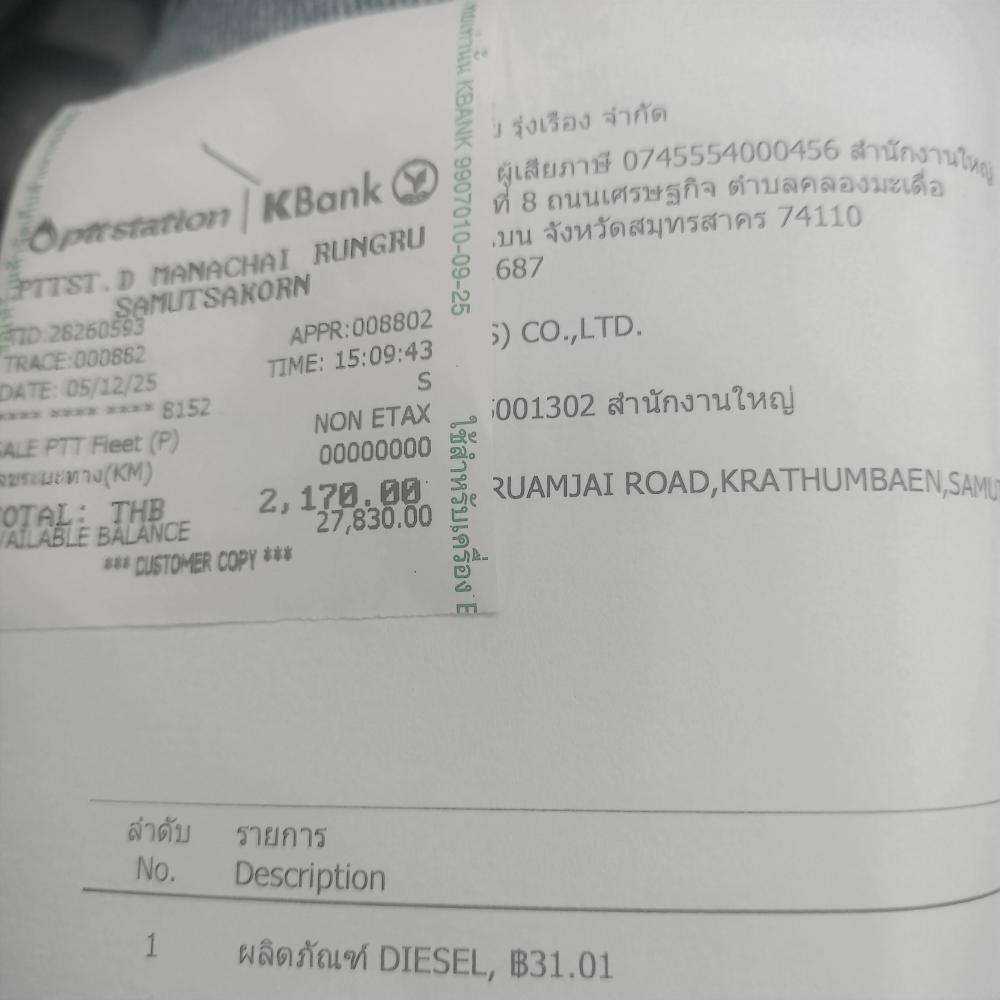 pttstation | KBank
PTTST.D MANACHAI RUNGRU
SAMUTSAKORN
TID:28260593
APPR:008802
TRACE:000882
TIME: 15:09:43
DATE: 05/12/25
S
**** **** **** 8152
NON ETAX
SALE PTT Fleet (P)
00000000
(KM)
TOTAL: THB 2,170.00
AVAILABLE BALANCE 27,830.00
*** CUSTOMER COPY ***
KBANK 9907010-09-25
ใช้สำหรับเครื่อง E
รุ่งเรือง จำกัด
ผู้เสียภาษี 0745554000456 สำนักงานใหญ่
ที่ 8 ถนนเศรษฐกิจ ตำบลคลองมะเดื่อ
บน จังหวัดสมุทรสาคร 74110
687
S) CO.,LTD.
001302 สำนักงานใหญ่
RUAMJAI ROAD,KRATHUMBAEN,SAMU
ลำดับ รายการ
No. Description
1 ผลิตภัณฑ์ DIESEL, ฿31.01